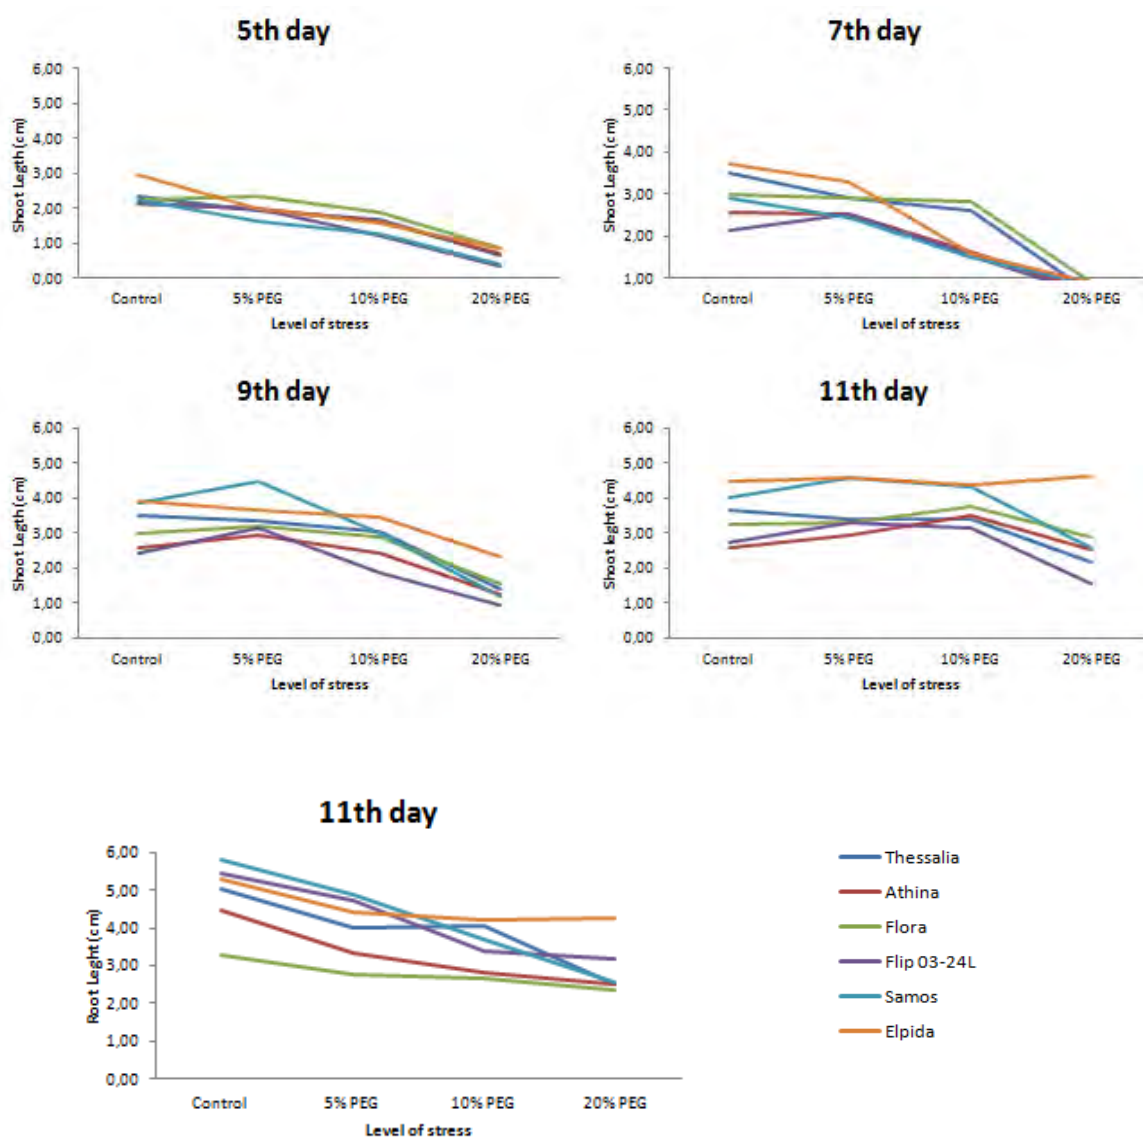 5th day
Shoot Legth (cm)
6,00
5,00
4,00
3,00
2,00
1,00
0,00
Control 5% PEG 10% PEG 20% PEG
Level of stress
7th day
Shoot Legth (cm)
6,00
5,00
4,00
3,00
2,00
1,00
Control 5% PEG 10% PEG 20% PEG
Level of stress
9th day
Shoot Legth (cm)
6,00
5,00
4,00
3,00
2,00
1,00
0,00
Control 5% PEG 10% PEG 20% PEG
Level of stress
11th day
Shoot leght (cm)
6,00
5,00
4,00
3,00
2,00
1,00
0,00
Control 5% PEG 10% PEG 20% PEG
Level of stress
11th day
Root Leght (cm)
6,00
5,00
4,00
3,00
2,00
1,00
0,00
Control 5% PEG 10% PEG 20% PEG
Level of stress
Thessalia
Athina
Flora
Flip 03-24L
Samos
Elpida